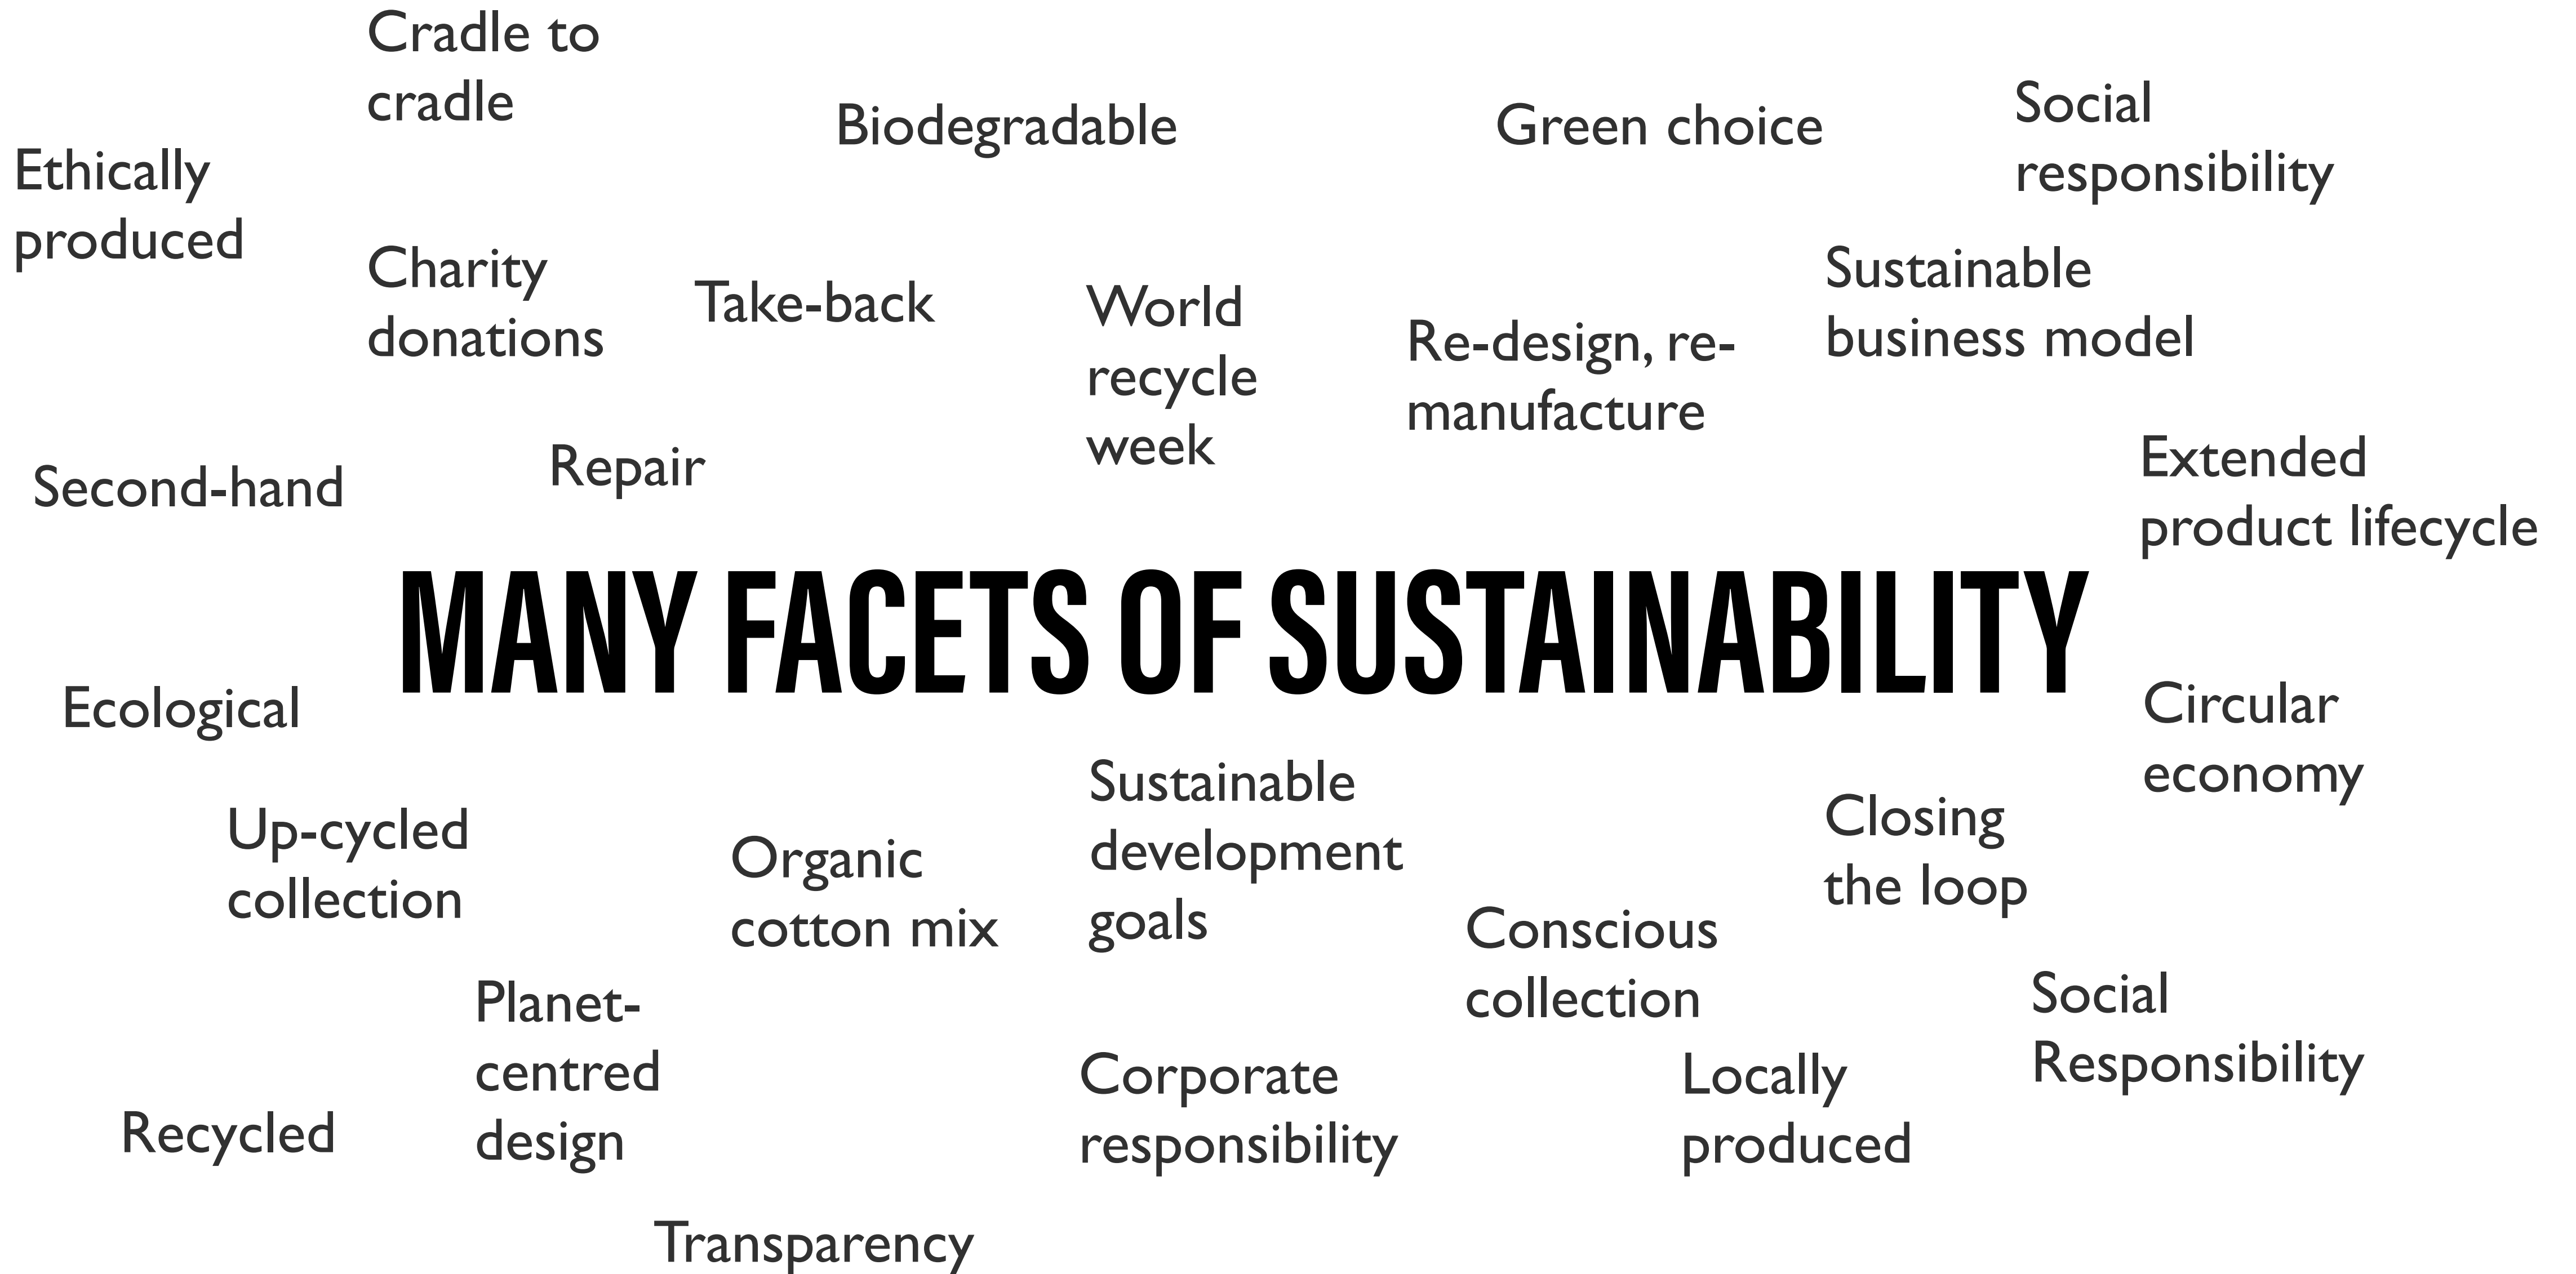 Cradle to
cradle
Biodegradable
Green choice
Social
responsibility
Ethically
produced
Charity
donations
Take-back
World
recycle
week
Re-design, re-
manufacture
Sustainable
business model
Second-hand
Repair
Extended
product lifecycle
MANY FACETS OF SUSTAINABILITY
Ecological
Circular
economy
Up-cycled
collection
Organic
cotton mix
Sustainable
development
goals
Closing
the loop
Conscious
collection
Planet-
centred
design
Social
Responsibility
Recycled
Corporate
responsibility
Locally
produced
Transparency